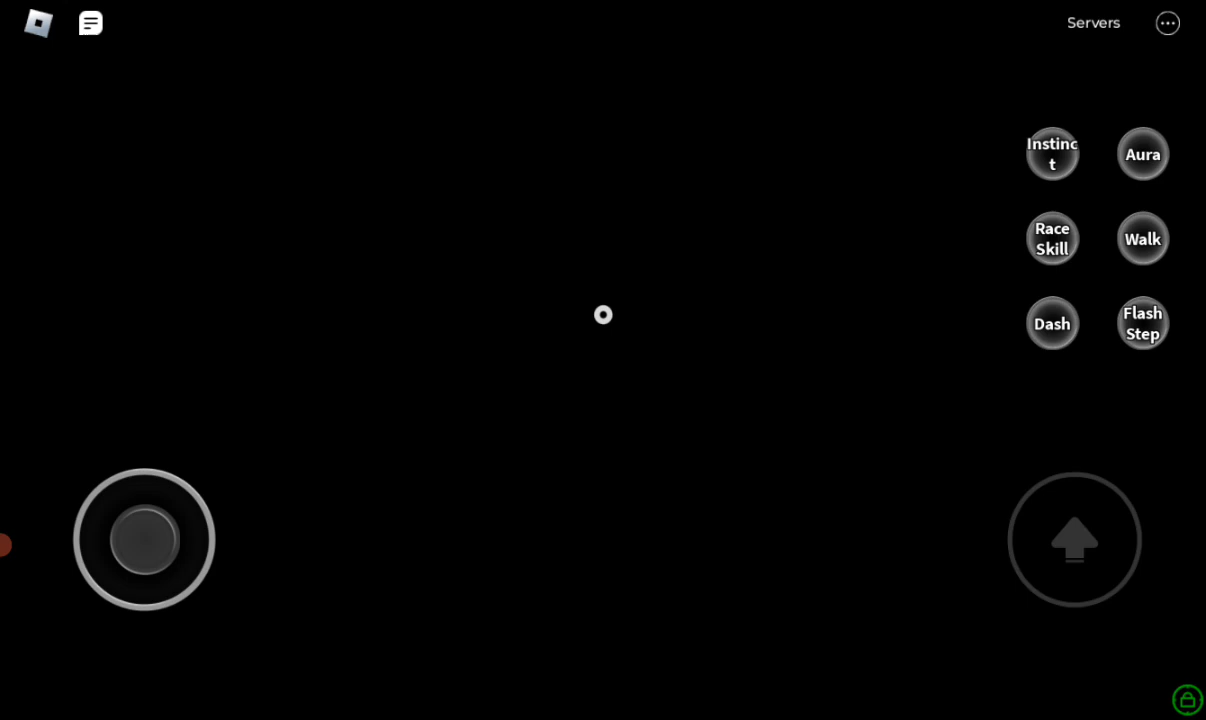 Servers
Instinc
t
Aura
Race
Skill
Walk
Dash
Flash
Step